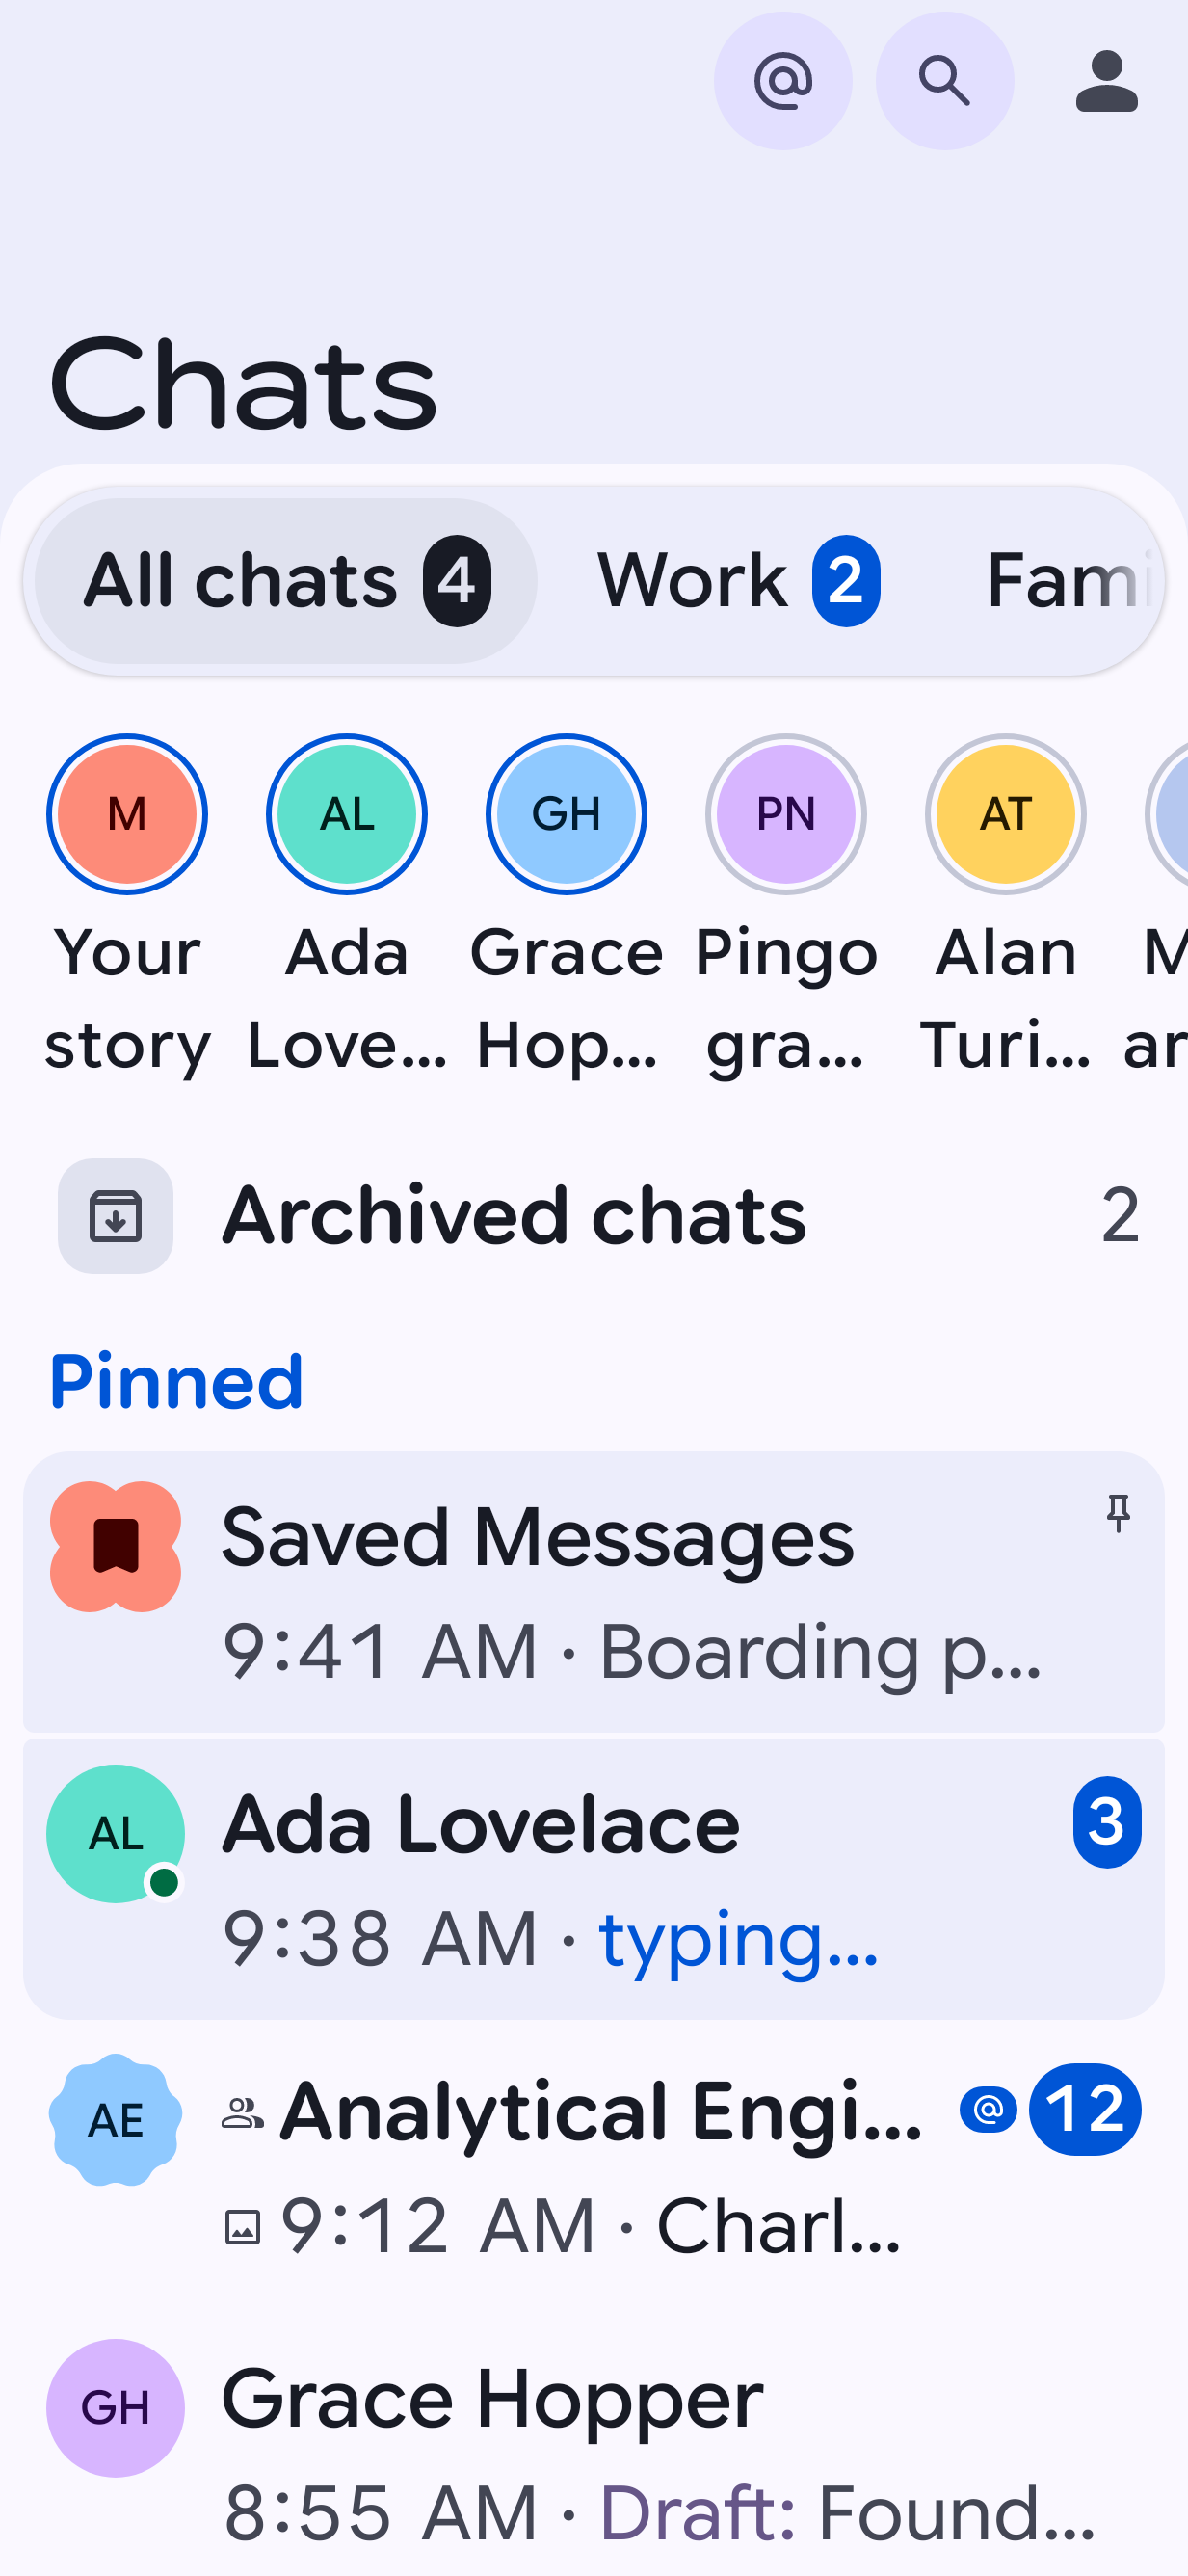 Chats
All chats 4 Work 2 Fami
M AL GH PN AT
Your Ada Grace Pingo Alan M
story Love... Hop... gra... Turi... ar
Archived chats 2
Pinned
Saved Messages
9:41 AM · Boarding p...
AL Ada Lovelace 3
9:38 AM · typing...
AE Analytical Engi... @ 12
9:12 AM · Charl...
GH Grace Hopper
8:55 AM · Draft: Found...